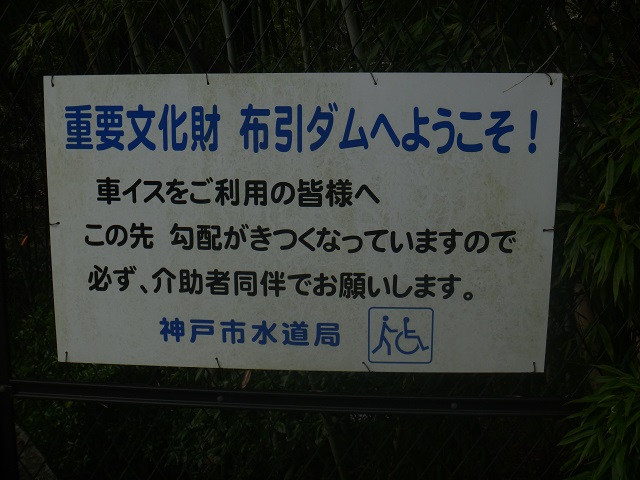 重要文化財 布引ダムへようこそ！
車イスをご利用の皆様へ
この先 勾配がきつくなっていますので
必ず、介助者同伴でお願いします。
神戸市水道局